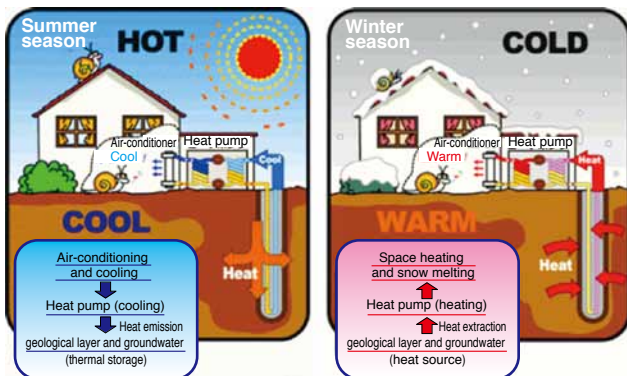 Summer
season
HOT
Air-conditioner
Cool
Heat pump
Cool
COOL
Heat
Air-conditioning
and cooling
Heat pump (cooling)
Heat emission
geological layer and groundwater
(thermal storage)
Winter
season
COLD
Air-conditioner
Warm
Heat pump
Heat
WARM
Heat
Space heating
and snow melting
Heat pump (heating)
Heat extraction
geological layer and groundwater
(heat source)